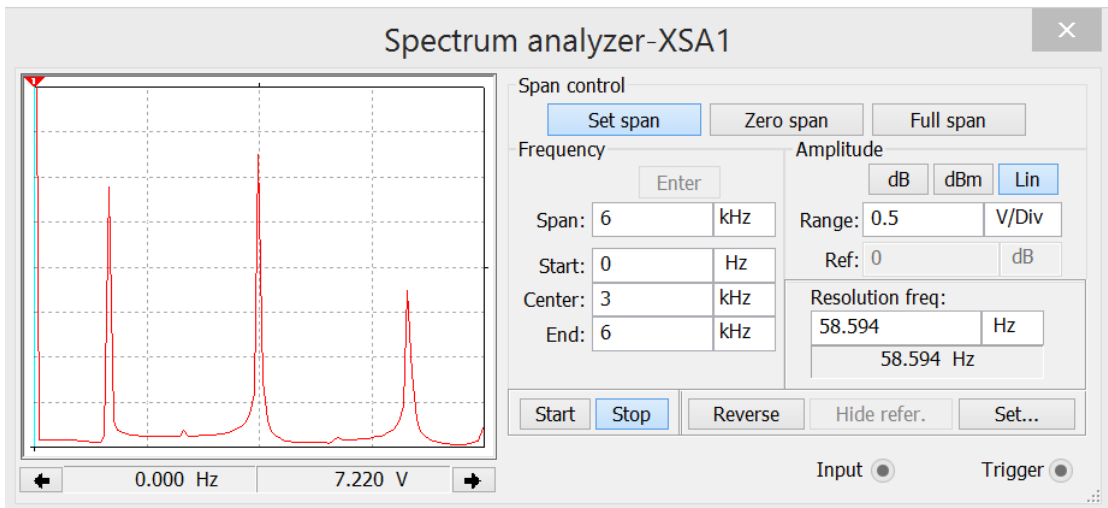 Spectrum analyzer-XSA1
×
1
Span control
Set span Zero span Full span
Frequency
Enter
Span: 6 kHz
Start: 0 Hz
Center: 3 kHz
End: 6 kHz
Amplitude
dB dBm Lin
Range: 0.5 V/Div
Ref: 0 dB
Resolution freq:
58.594 Hz
58.594 Hz
Start Stop Reverse Hide refer. Set...
0.000 Hz 7.220 V
Input Trigger